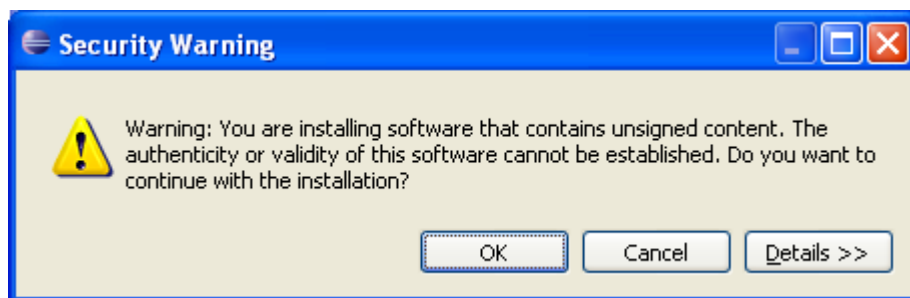 Security Warning
Warning: You are installing software that contains unsigned content. The
authenticity or validity of this software cannot be established. Do you want to
continue with the installation?
OK Cancel Details >>